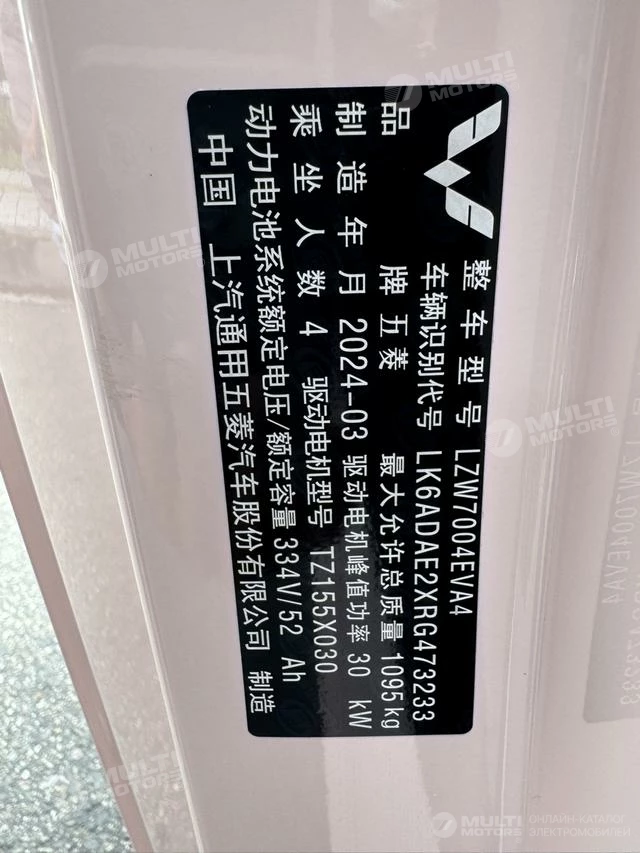 整车型号 LZW7004EVA4
车辆识别代号 LK6ADAE2XRG473233
品牌 五菱 最大允许总质量 1095kg
制造年月 2024-03 驱动电机峰值功率 30 kW
乘坐人数 4 驱动电机型号 TZ155X030
动力电池系统额定电压/额定容量 334V/52 Ah
中国 上汽通用五菱汽车股份有限公司 制造
MULTI
MOTORS
MULTI
MOTORS
MULTI
MOTORS
MULTI
MOTORS
ОНЛАЙН-КАТАЛОГ
ЭЛЕКТРОМОБИЛЕЙ